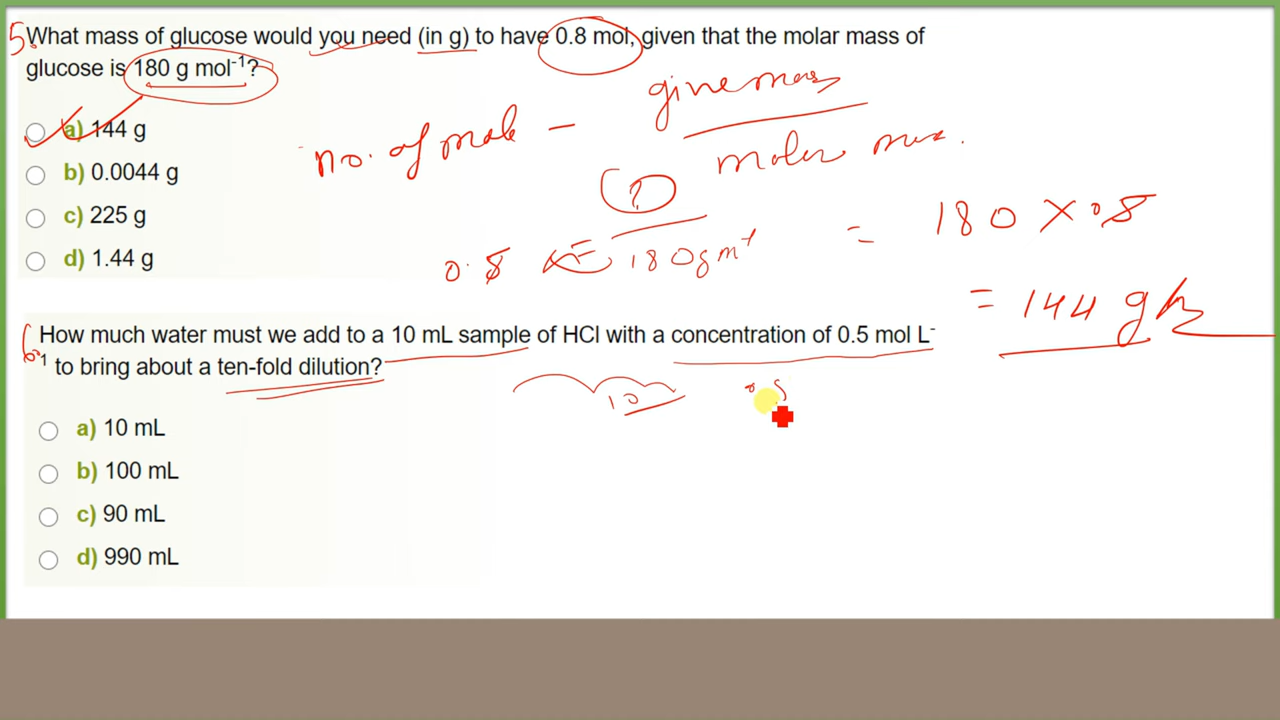 5. What mass of glucose would you need (in g) to have 0.8 mol, given that the molar mass of
glucose is 180 g mol-1?
a) 144 g
b) 0.0044 g
c) 225 g
d) 1.44 g
no. of mole = give mass
molar mass.
?
0.8 = 180 g m-1
= 180 × 0.8
= 144 g
6. How much water must we add to a 10 mL sample of HCl with a concentration of 0.5 mol L-
1 to bring about a ten-fold dilution?
10
a) 10 mL
b) 100 mL
c) 90 mL
d) 990 mL